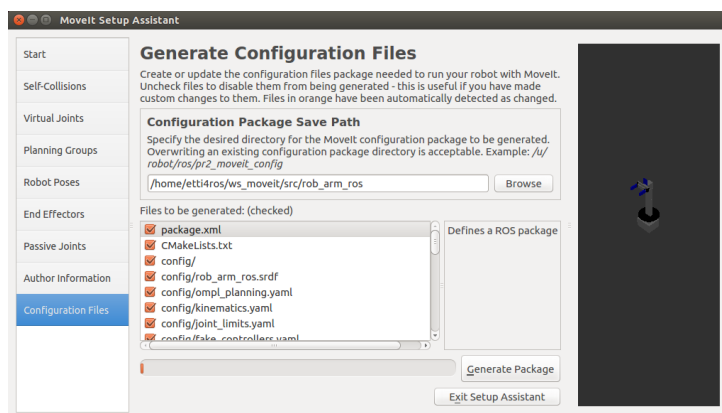 MoveIt Setup Assistant
Start
Self-Collisions
Virtual Joints
Planning Groups
Robot Poses
End Effectors
Passive Joints
Author Information
Configuration Files
Generate Configuration Files
Create or update the configuration files package needed to run your robot with MoveIt.
Uncheck files to disable them from being generated - this is useful if you have made
custom changes to them. Files in orange have been automatically detected as changed.
Configuration Package Save Path
Specify the desired directory for the MoveIt configuration package to be generated.
Overwriting an existing configuration package directory is acceptable. Example: /u/
robot/ros/pr2_moveit_config
/home/etti4ros/ws_moveit/src/rob_arm_ros
Browse
Files to be generated: (checked)
package.xml
CMakeLists.txt
config/
config/rob_arm_ros.srdf
config/ompl_planning.yaml
config/kinematics.yaml
config/joint_limits.yaml
config/fake_controllers.yaml
Defines a ROS package
Generate Package
Exit Setup Assistant